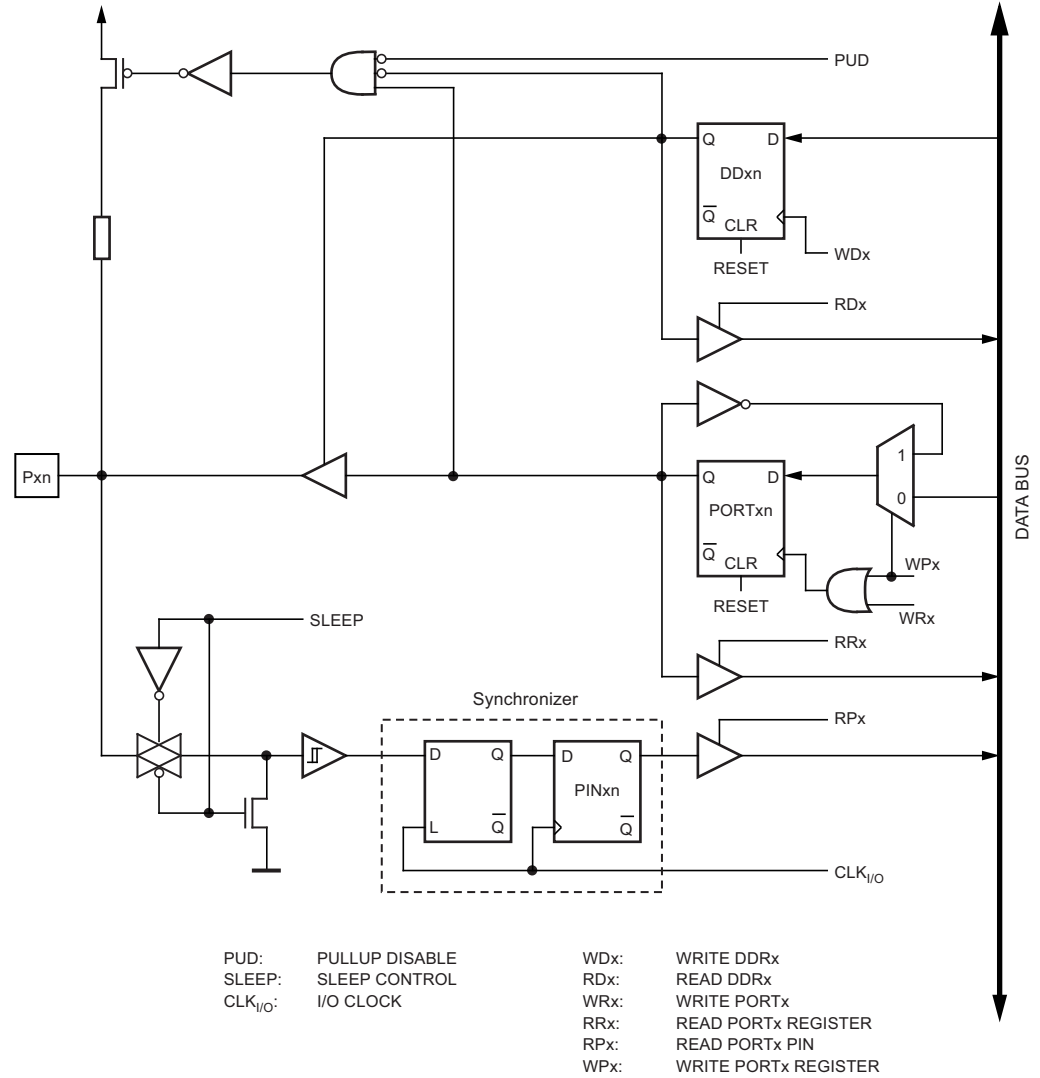 PUD
Q D
DDxn
Q
CLR
RESET
WDx
RDx
Pxn
1
0
Q D
PORTxn
Q
CLR
RESET
WPx
WRx
DATA BUS
SLEEP
RRx
Synchronizer
RPx
D Q
L Q
D Q
PINxn
Q
CLKI/O
PUD: PULLUP DISABLE
SLEEP: SLEEP CONTROL
CLKI/O: I/O CLOCK
WDx: WRITE DDRx
RDx: READ DDRx
WRx: WRITE PORTx
RRx: READ PORTx REGISTER
RPx: READ PORTx PIN
WPx: WRITE PORTx REGISTER